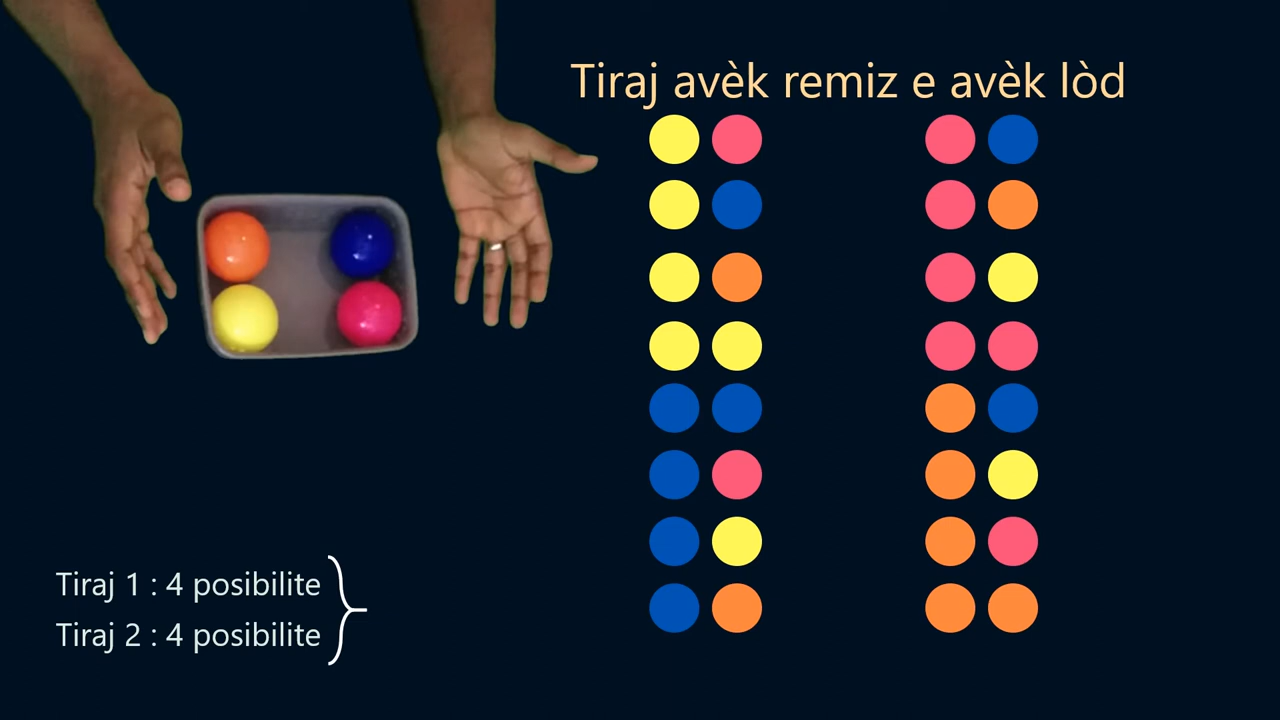 Tiraj avèk remiz e avèk lòd
Tiraj 1 : 4 posibilite
Tiraj 2 : 4 posibilite